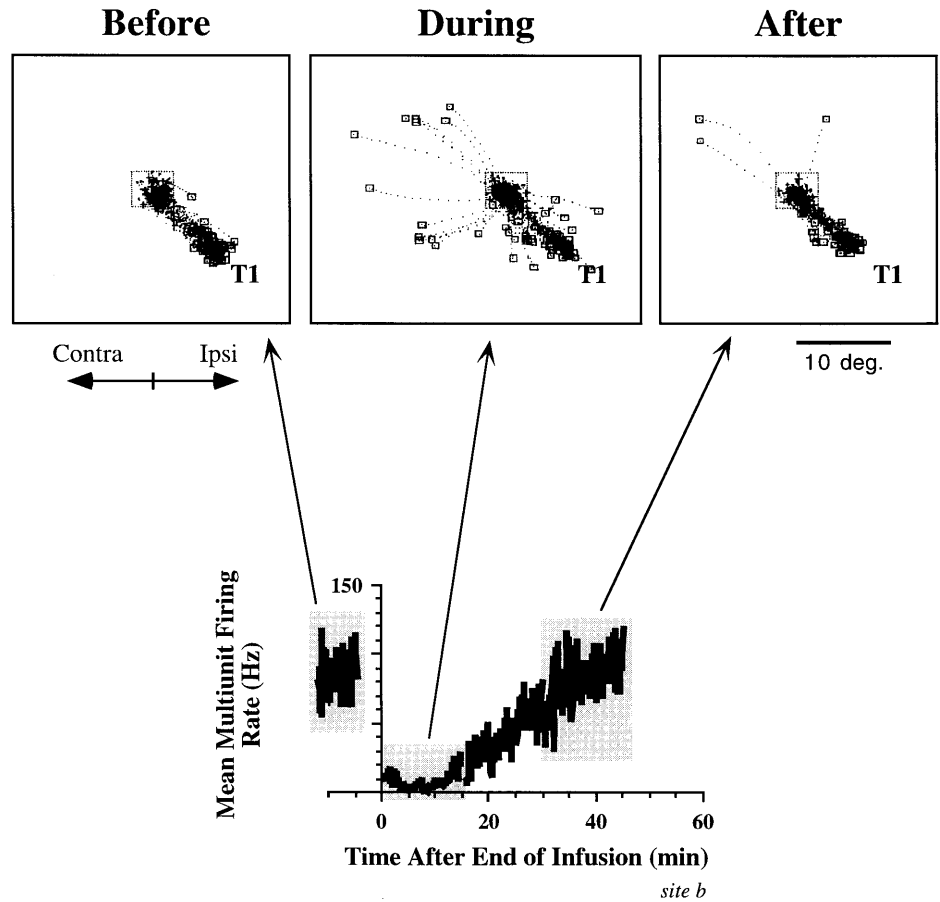 Before During After
T1 T1 T1
Contra Ipsi
10 deg.
Mean Multiunit Firing
Rate (Hz)
150
0 20 40 60
Time After End of Infusion (min)
site b